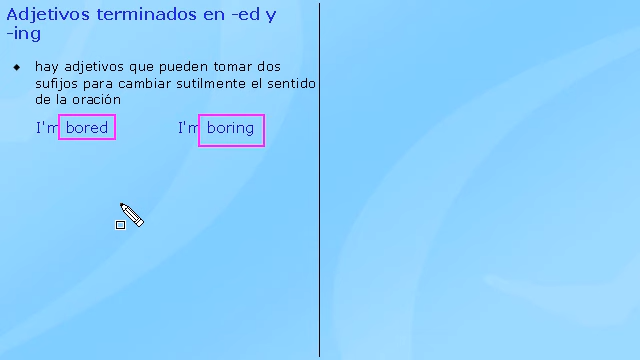 Adjetivos terminados en -ed y
-ing
hay adjetivos que pueden tomar dos
sufijos para cambiar sutilmente el sentido
de la oración
I'm bored I'm boring